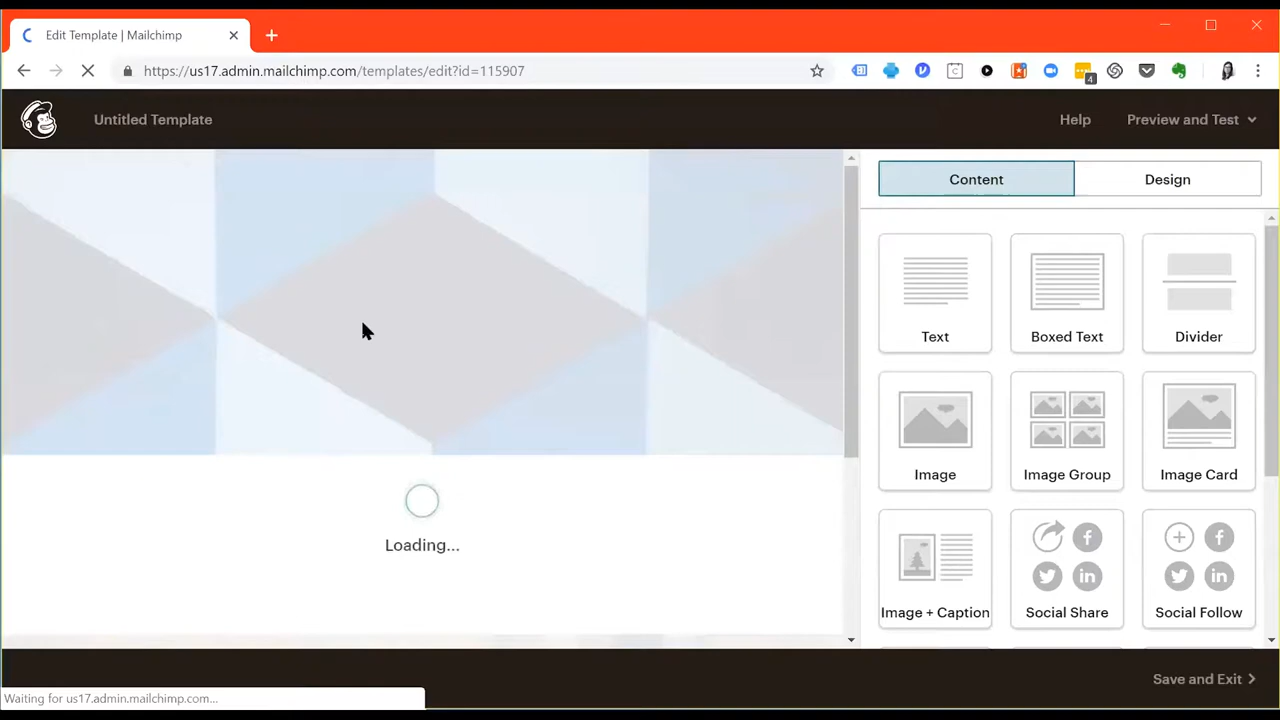 Edit Template | Mailchimp
https://us17.admin.mailchimp.com/templates/edit?id=115907
4
Untitled Template
Help
Preview and Test
Content
Design
Text
Boxed Text
Divider
Image
Image Group
Image Card
Image + Caption
Social Share
Social Follow
Loading...
Save and Exit
Waiting for us17.admin.mailchimp.com...